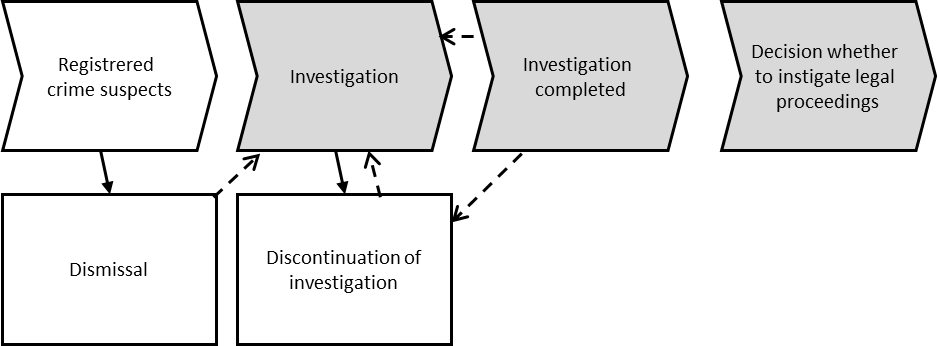 Registrered
crime suspects
Investigation
Investigation
completed
Decision whether
to instigate legal
proceedings
Dismissal
Discontinuation of
investigation